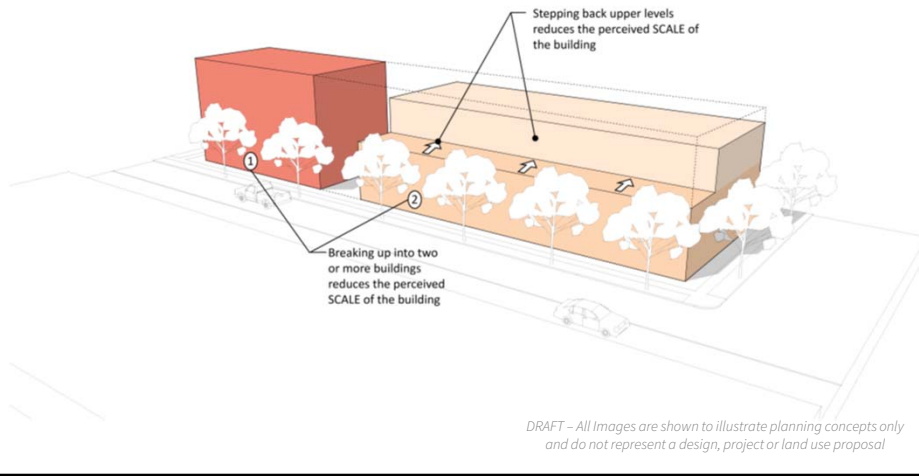 Stepping back upper levels
reduces the perceived SCALE of
the building
1
2
Breaking up into two
or more buildings
reduces the perceived
SCALE of the building
DRAFT – All Images are shown to illustrate planning concepts only
and do not represent a design, project or land use proposal